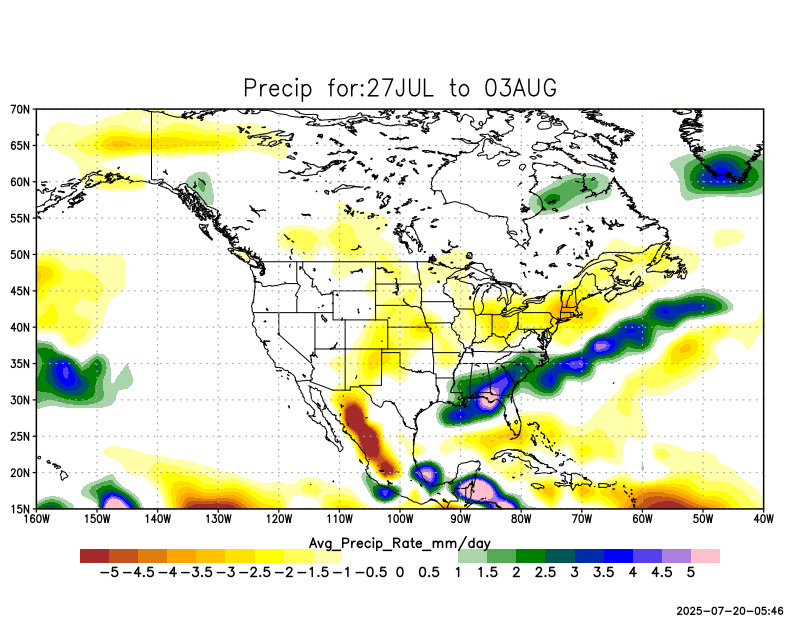 Precip for:27JUL to 03AUG
70N
65N
60N
55N
50N
45N
40N
35N
30N
25N
20N
15N
160W 150W 140W 130W 120W 110W 100W 90W 80W 70W 60W 50W 40W
Avg_Precip_Rate_mm/day
-5 -4.5 -4 -3.5 -3 -2.5 -2 -1.5 -1 -0.5 0 0.5 1 1.5 2 2.5 3 3.5 4 4.5 5
2025-07-20-05:46